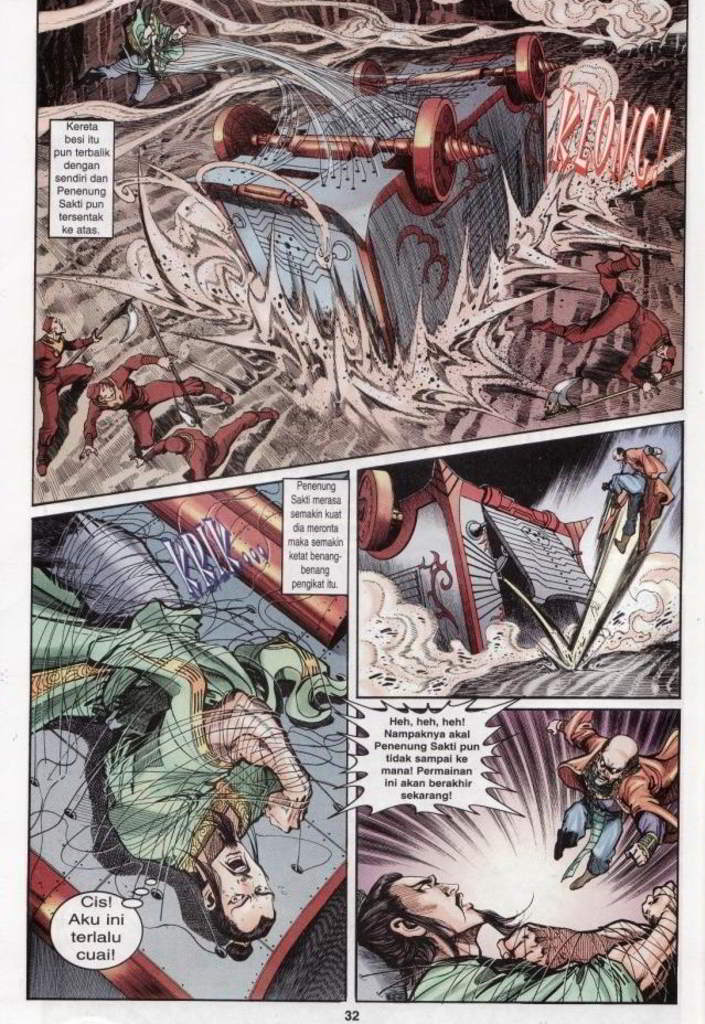 Kereta
besi itu
pun terbalik
dengan
sendiri dan
Penenung
Sakti pun
tersentak
ke atas.
KLONG!
Penenung
Sakti merasa
semakin kuat
dia meronta
maka semakin
ketat benang-
benang
pengikat itu.
KRIK...
Cis!
Aku ini
terlalu
cuai!
Heh, heh, heh!
Nampaknya akal
Penenung Sakti pun
tidak sampai ke
mana! Permainan
ini akan berakhir
sekarang!
32